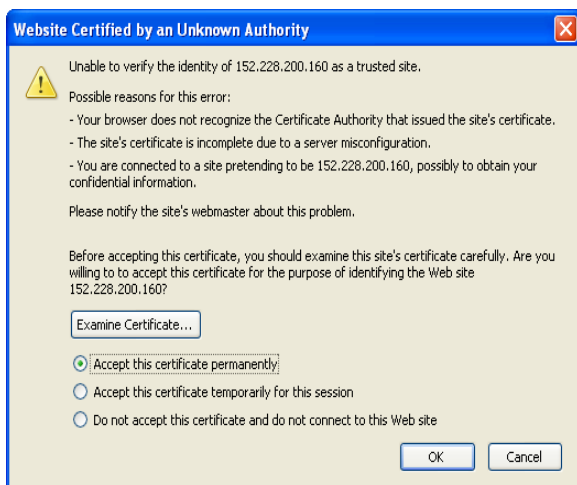 Website Certified by an Unknown Authority
Unable to verify the identity of 152.228.200.160 as a trusted site.
Possible reasons for this error:
- Your browser does not recognize the Certificate Authority that issued the site's certificate.
- The site's certificate is incomplete due to a server misconfiguration.
- You are connected to a site pretending to be 152.228.200.160, possibly to obtain your
confidential information.
Please notify the site's webmaster about this problem.
Before accepting this certificate, you should examine this site's certificate carefully. Are you
willing to to accept this certificate for the purpose of identifying the Web site
152.228.200.160?
Examine Certificate...
Accept this certificate permanently
Accept this certificate temporarily for this session
Do not accept this certificate and do not connect to this Web site
OK Cancel